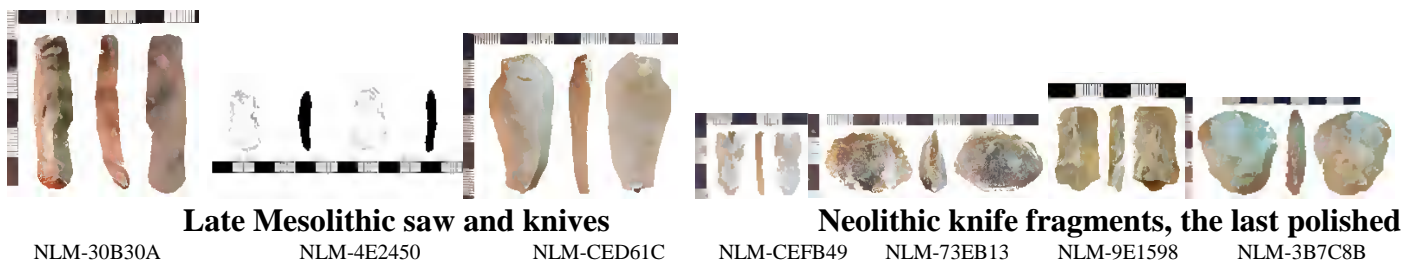 Late Mesolithic saw and knives Neolithic knife fragments, the last polished
NLM-30B30A NLM-4E2450 NLM-CED61C NLM-CEFB49 NLM-73EB13 NLM-9E1598 NLM-3B7C8B